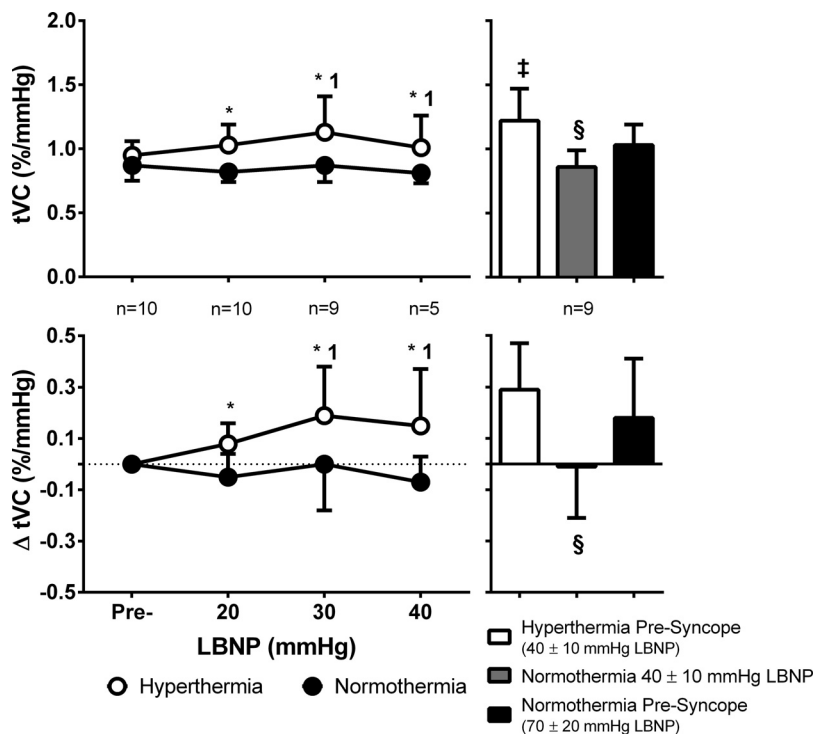 tVC (%/mmHg)
2.0
1.5
1.0
0.5
0.0
*
* 1
* 1
‡
§
n=10
n=10
n=9
n=5
n=9
Δ tVC (%/mmHg)
0.5
0.3
0.1
-0.1
-0.3
-0.5
*
* 1
* 1
§
Pre-
20
30
40
LBNP (mmHg)
Hyperthermia
Normothermia
Hyperthermia Pre-Syncope
(40 ± 10 mmHg LBNP)
Normothermia 40 ± 10 mmHg LBNP
Normothermia Pre-Syncope
(70 ± 20 mmHg LBNP)